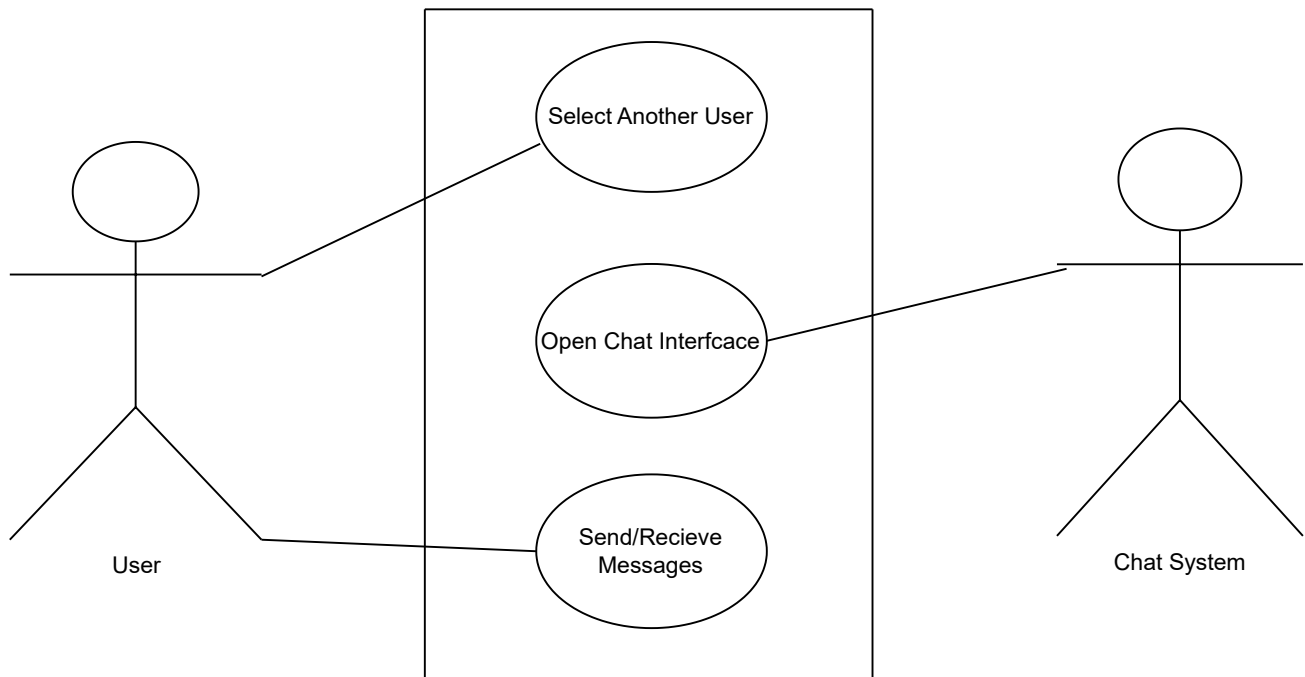 Select Another User
Open Chat Interfcace
Send/Recieve
Messages
User
Chat System